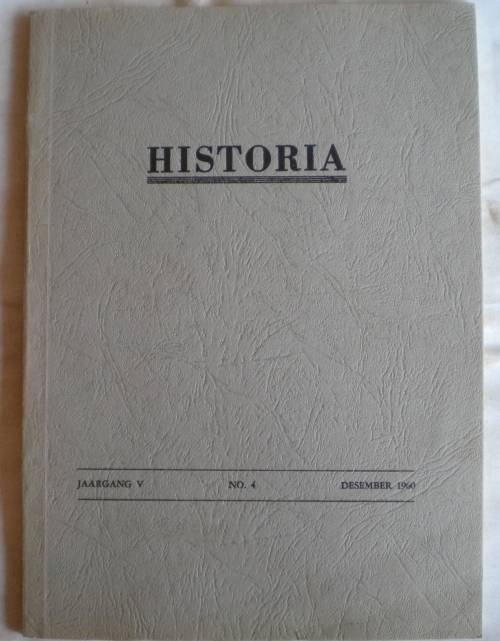 HISTORIA
JAARGANG V NO. 4 DESEMBER 1960